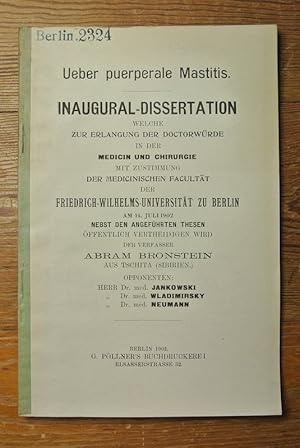 Berlin. 2324
Ueber puerperale Mastitis.
INAUGURAL-DISSERTATION
WELCHE
ZUR ERLANGUNG DER DOCTORWÜRDE
IN DER
MEDICIN UND CHIRURGIE
MIT ZUSTIMMUNG
DER MEDICINISCHEN FACULTÄT
DER
FRIEDRICH-WILHELMS-UNIVERSITÄT ZU BERLIN
AM 14. JULI 1902
NEBST DEN ANGEFÜHRTEN THESEN
ÖFFENTLICH VERTHEIDIGEN WIRD
DER VERFASSER
ABRAM BRONSTEIN
AUS TSCHITA (SIBIRIEN.)
OPPONENTEN:
HERR Dr. med. JANKOWSKI
„ Dr. med. WLADIMIRSKY
„ Dr. med. NEUMANN
BERLIN 1902.
G. PÖLLNER'S BUCHDRUCKEREI
ELSASSERSTRASSE 32.